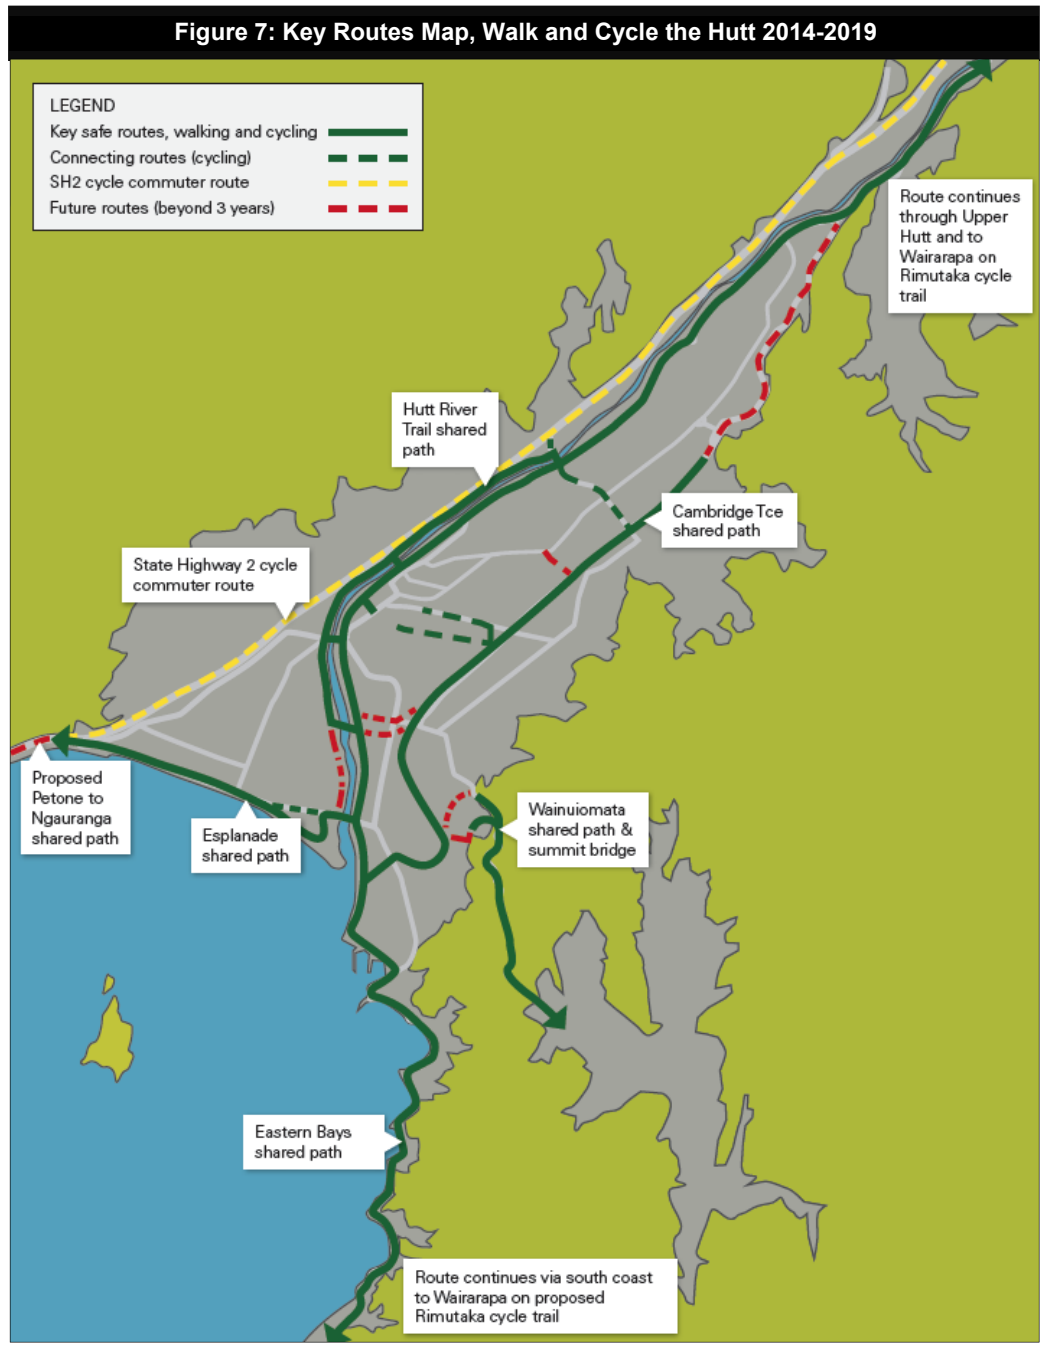 Figure 7: Key Routes Map, Walk and Cycle the Hutt 2014-2019
LEGEND
Key safe routes, walking and cycling
Connecting routes (cycling)
SH2 cycle commuter route
Future routes (beyond 3 years)
Route continues
through Upper
Hutt and to
Wairarapa on
Rimutaka cycle
trail
Hutt River
Trail shared
path
Cambridge Tce
shared path
State Highway 2 cycle
commuter route
Proposed
Petone to
Ngauranga
shared path
Esplanade
shared path
Wainuiomata
shared path &
summit bridge
Eastern Bays
shared path
Route continues via south coast
to Wairarapa on proposed
Rimutaka cycle trail